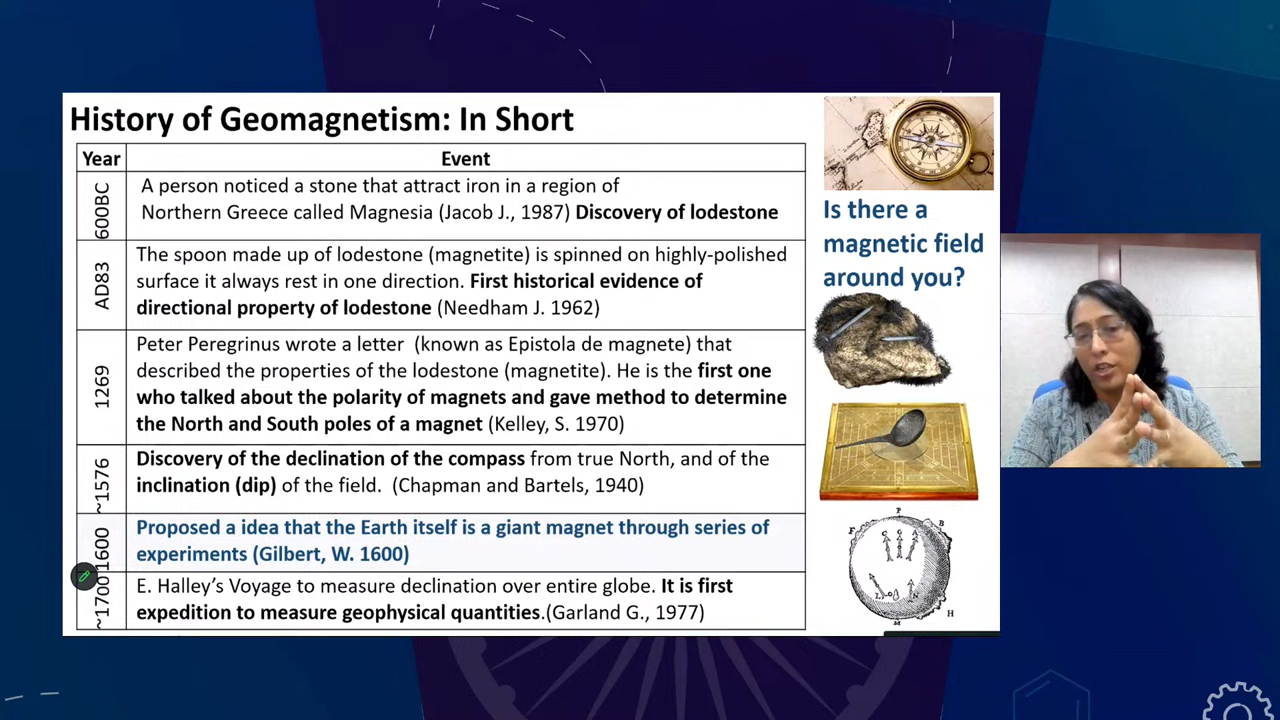 History of Geomagnetism: In Short
Year
Event
600BC
A person noticed a stone that attract iron in a region of
Northern Greece called Magnesia (Jacob J., 1987) Discovery of lodestone
AD83
The spoon made up of lodestone (magnetite) is spinned on highly-polished
surface it always rest in one direction. First historical evidence of
directional property of lodestone (Needham J. 1962)
1269
Peter Peregrinus wrote a letter (known as Epistola de magnete) that
described the properties of the lodestone (magnetite). He is the first one
who talked about the polarity of magnets and gave method to determine
the North and South poles of a magnet (Kelley, S. 1970)
~1576
Discovery of the declination of the compass from true North, and of the
inclination (dip) of the field. (Chapman and Bartels, 1940)
1600
Proposed a idea that the Earth itself is a giant magnet through series of
experiments (Gilbert, W. 1600)
~1700
E. Halley's Voyage to measure declination over entire globe. It is first
expedition to measure geophysical quantities.(Garland G., 1977)
Is there a
magnetic field
around you?
P
F
B
H
M